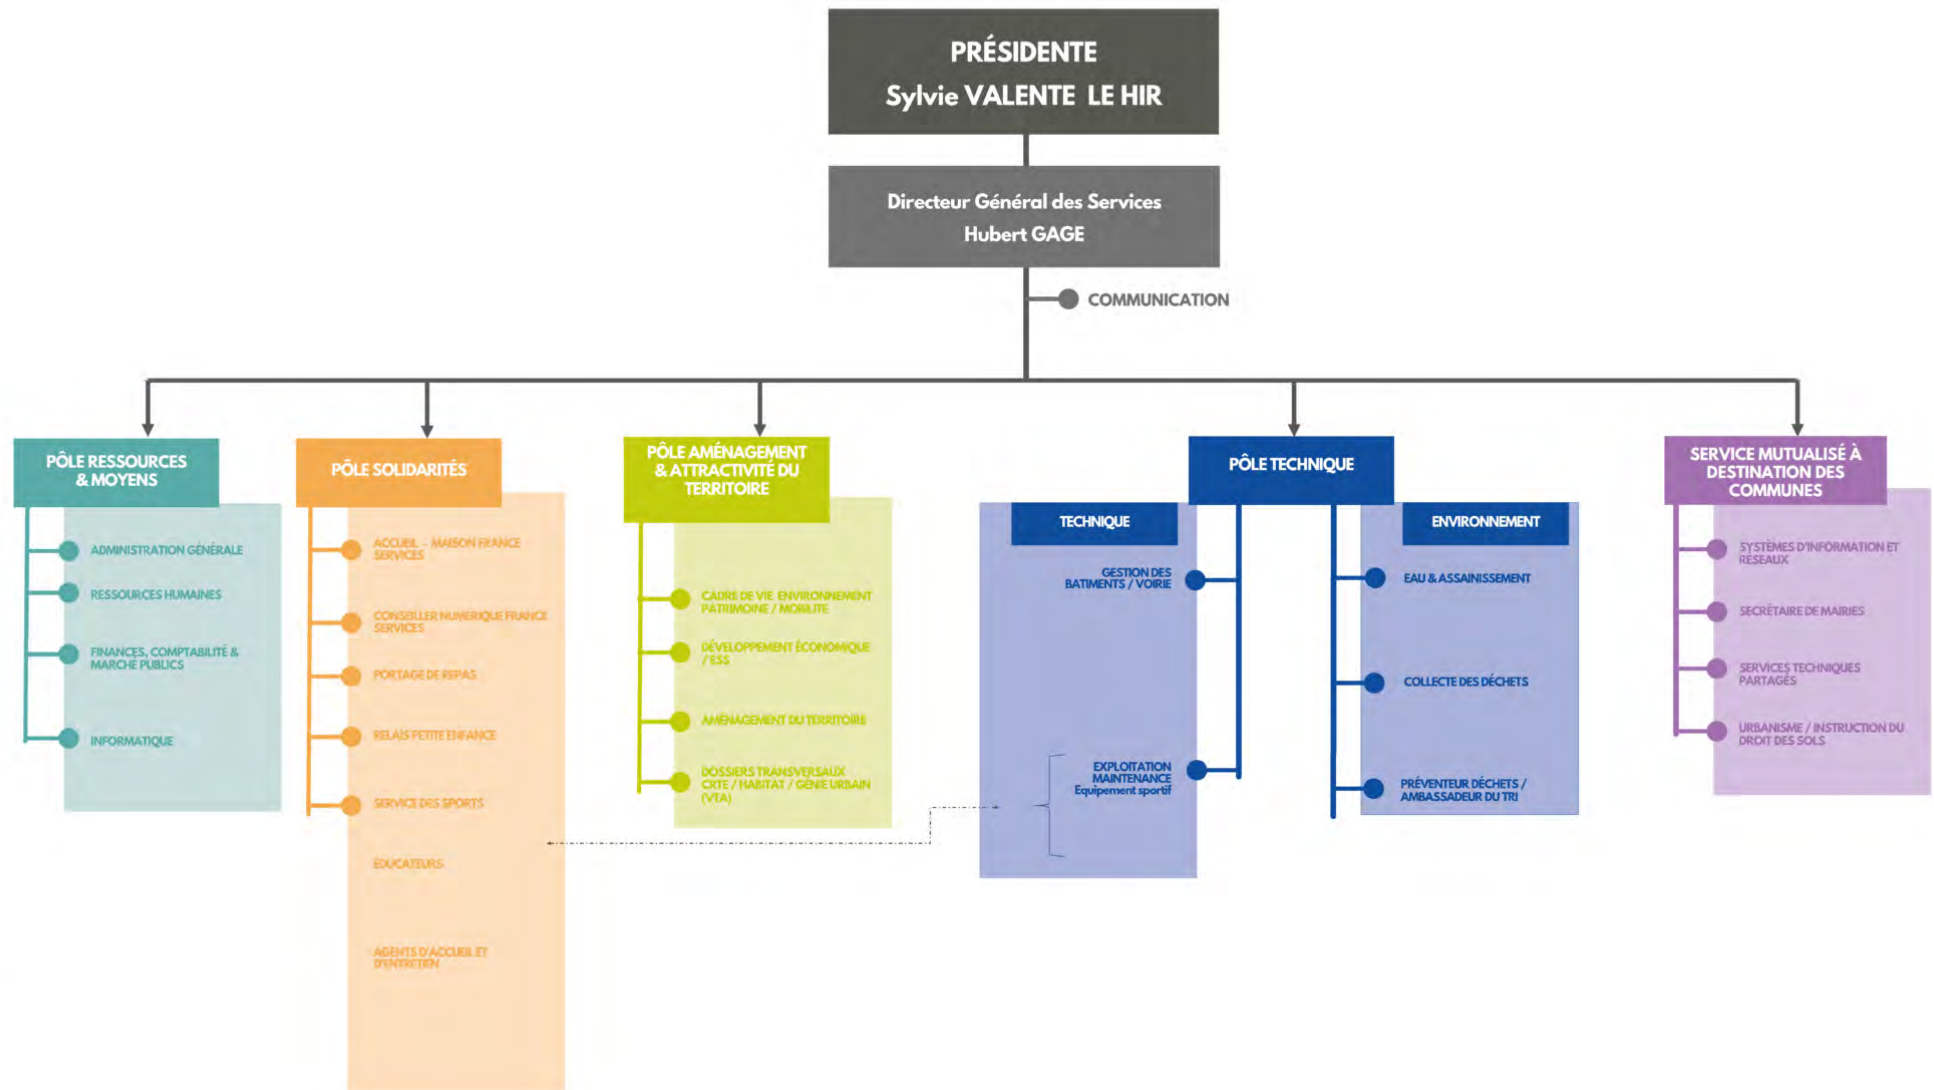 PRÉSIDENTE
Sylvie VALENTE LE HIR
Directeur Général des Services
Hubert GAGE
COMMUNICATION
PÔLE RESSOURCES
& MOYENS
ADMINISTRATION GÉNÉRALE
RESSOURCES HUMAINES
FINANCES, COMPTABILITÉ &
MARCHÉ PUBLICS
INFORMATIQUE
PÔLE SOLIDARITÉS
ACCUEIL - MAISON FRANCE
SERVICES
CONSEILLER NUMERIQUE FRANCE
SERVICES
PORTAGE DE REPAS
RELAIS PETITE ENFANCE
SERVICE DES SPORTS
ÉDUCATEURS
AGENTS D'ACCUEIL ET
D'ENTRETIEN
PÔLE AMÉNAGEMENT
& ATTRACTIVITÉ DU
TERRITOIRE
CADRE DE VIE ENVIRONNEMENT
PATRIMOINE / MOBILITE
DÉVELOPPEMENT ÉCONOMIQUE
/ ESS
AMÉNAGEMENT DU TERRITOIRE
DOSSIERS TRANSVERSAUX
CRTE / HABITAT / GÉNIE URBAIN
(VTA)
PÔLE TECHNIQUE
TECHNIQUE
GESTION DES
BATIMENTS / VOIRIE
EXPLOITATION
MAINTENANCE
Equipement sportif
ENVIRONNEMENT
EAU & ASSAINISSEMENT
COLLECTE DES DÉCHETS
PRÉVENTEUR DÉCHETS /
AMBASSADEUR DU TRI
SERVICE MUTUALISÉ À
DESTINATION DES
COMMUNES
SYSTÈMES D'INFORMATION ET
RÉSEAUX
SECRÉTAIRE DE MAIRIES
SERVICES TECHNIQUES
PARTAGÉS
URBANISME / INSTRUCTION DU
DROIT DES SOLS